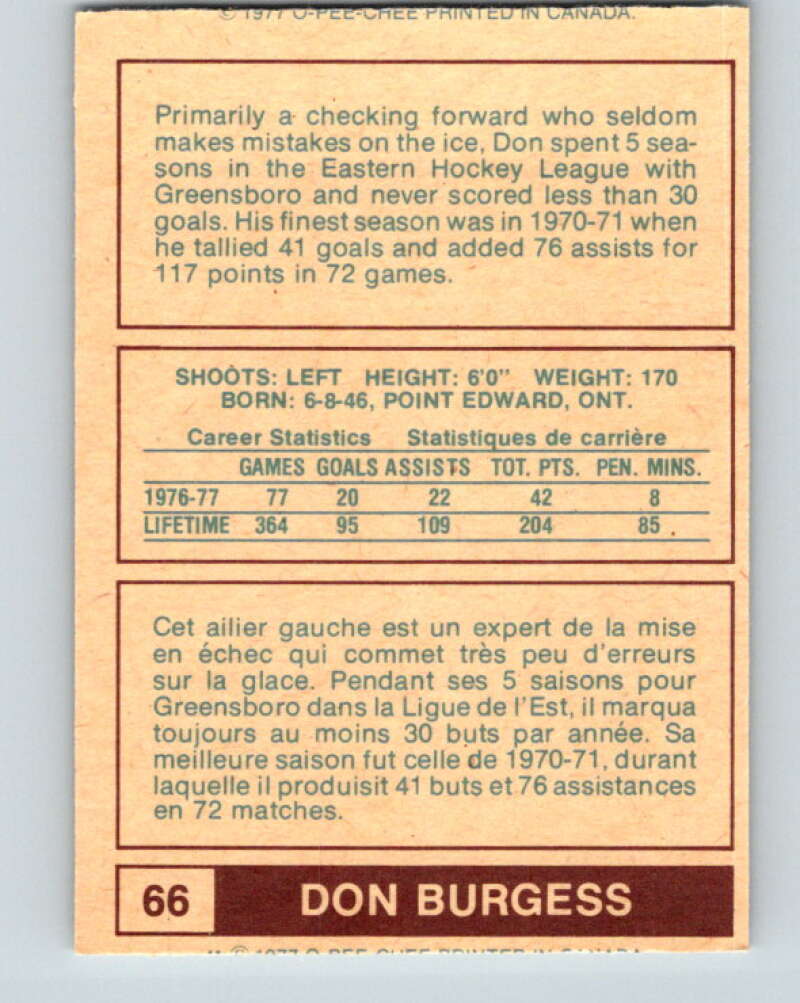 © 1977 O-PEE-CHEE PRINTED IN CANADA.
Primarily a checking forward who seldom
makes mistakes on the ice, Don spent 5 sea-
sons in the Eastern Hockey League with
Greensboro and never scored less than 30
goals. His finest season was in 1970-71 when
he tallied 41 goals and added 76 assists for
117 points in 72 games.
SHOOTS: LEFT HEIGHT: 6'0" WEIGHT: 170
BORN: 6-8-46, POINT EDWARD, ONT.
Career Statistics Statistiques de carrière
GAMES GOALS ASSISTS TOT. PTS. PEN. MINS.
1976-77 77 20 22 42 8
LIFETIME 364 95 109 204 85
Cet ailier gauche est un expert de la mise
en échec qui commet très peu d'erreurs
sur la glace. Pendant ses 5 saisons pour
Greensboro dans la Ligue de l'Est, il marqua
toujours au moins 30 buts par année. Sa
meilleure saison fut celle de 1970-71, durant
laquelle il produisit 41 buts et 76 assistances
en 72 matches.
66 DON BURGESS
© 1977 O-PEE-CHEE PRINTED IN CANADA